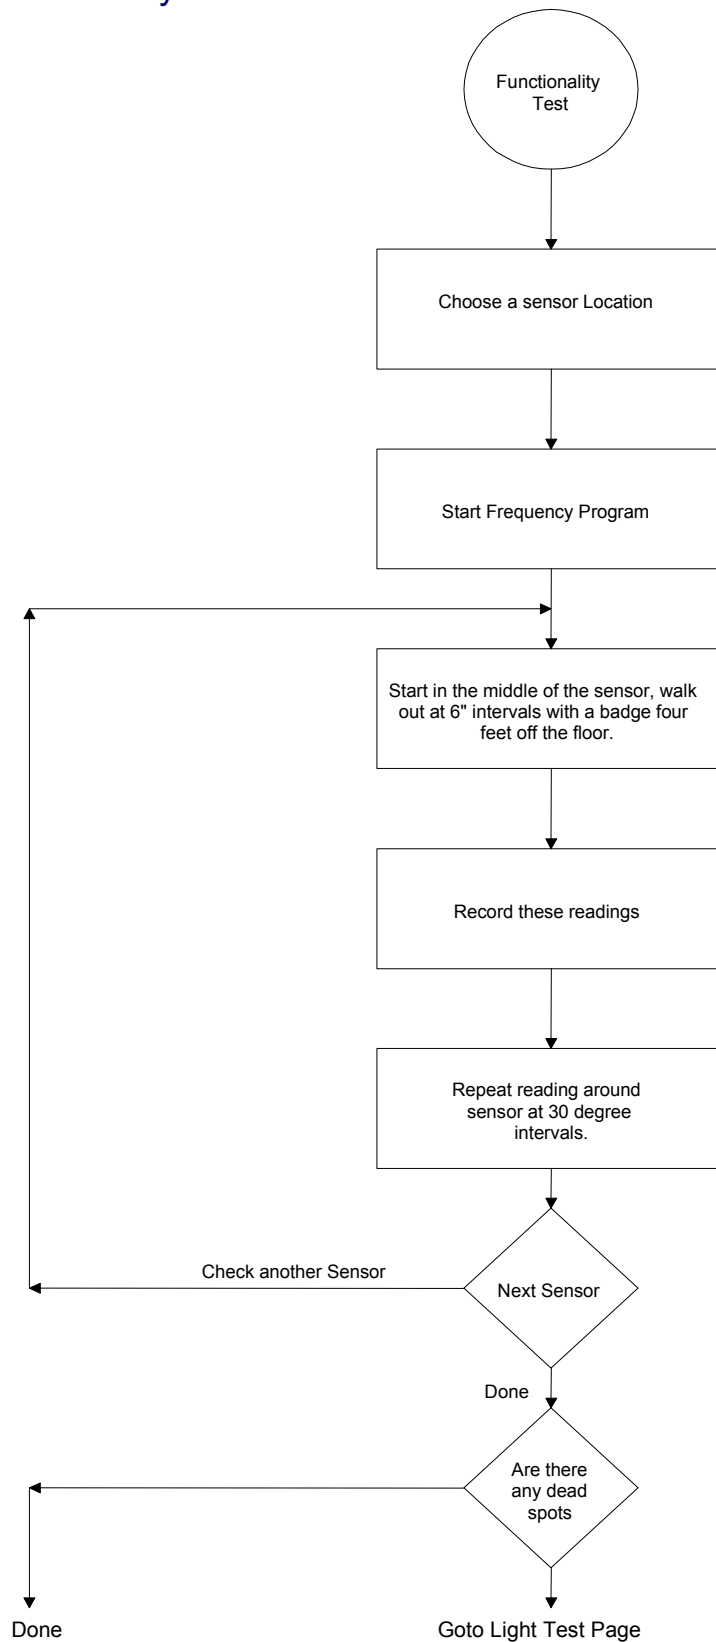 Functionality
Test
Choose a sensor Location
Start Frequency Program
Start in the middle of the sensor, walk
out at 6" intervals with a badge four
feet off the floor.
Record these readings
Repeat reading around
sensor at 30 degree
intervals.
Check another Sensor
Next Sensor
Done
Are there
any dead
spots
Done
Goto Light Test Page